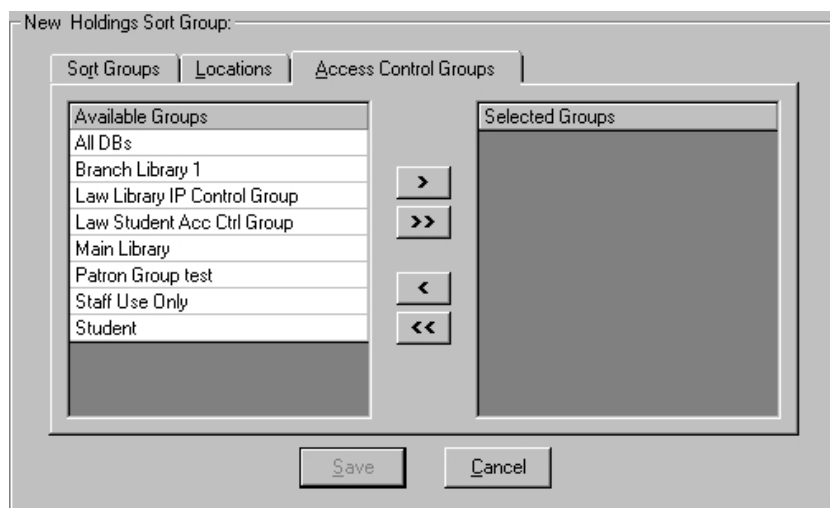 New Holdings Sort Group:
Sort Groups Locations Access Control Groups
Available Groups
All DBs
Branch Library 1
Law Library IP Control Group
Law Student Acc Ctrl Group
Main Library
Patron Group test
Staff Use Only
Student
>
>>
<
<<
Selected Groups
Save Cancel